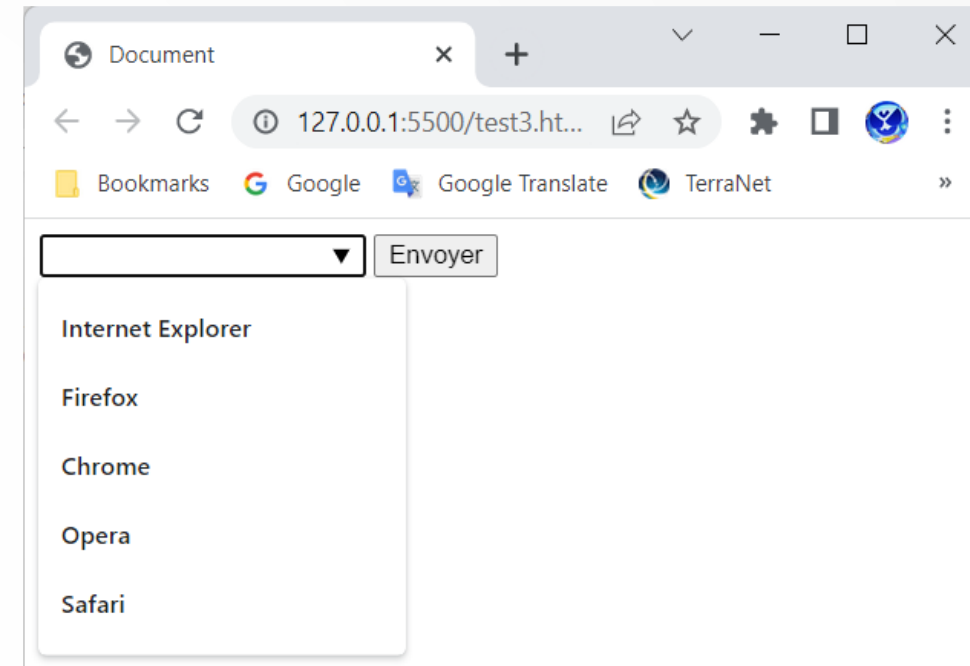 Document
127.0.0.1:5500/test3.ht...
Bookmarks Google Google Translate TerraNet »
Envoyer
Internet Explorer
Firefox
Chrome
Opera
Safari